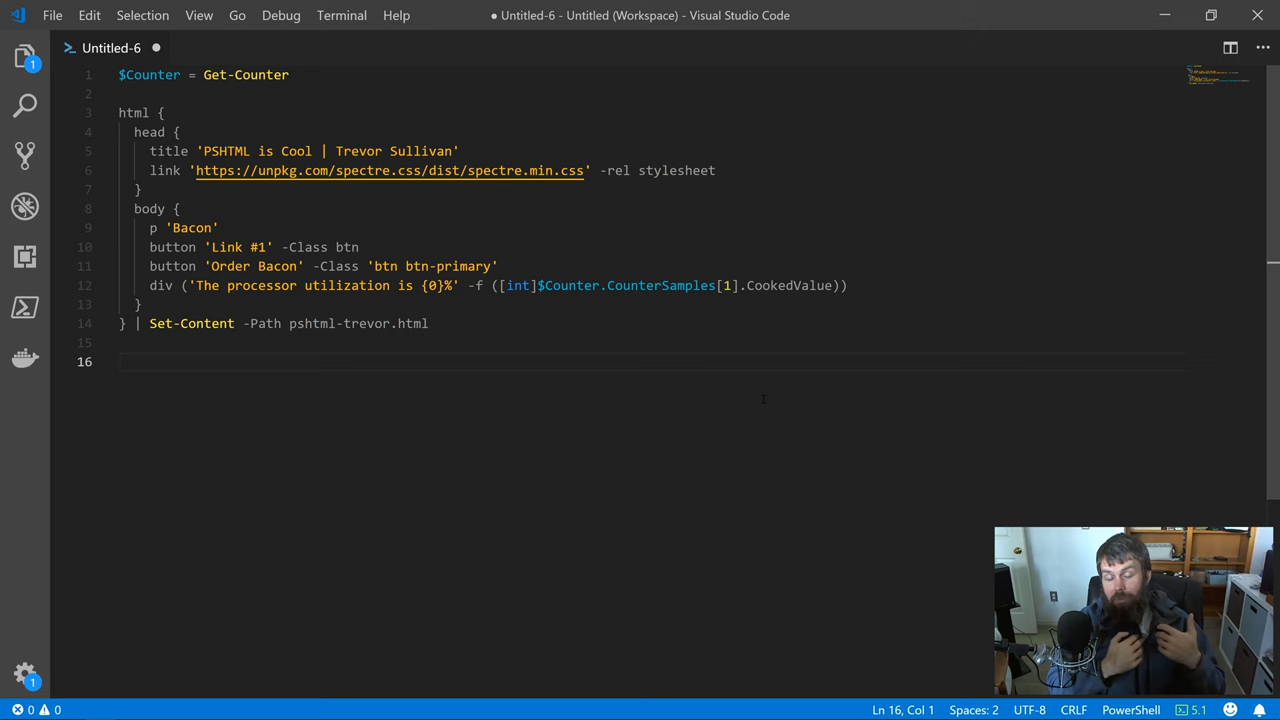 File Edit Selection View Go Debug Terminal Help ● Untitled-6 - Untitled (Workspace) - Visual Studio Code
1
Untitled-6
1 $Counter = Get-Counter
2
3 html {
4 head {
5 title 'PSHTML is Cool | Trevor Sullivan'
6 link 'https://unpkg.com/spectre.css/dist/spectre.min.css' -rel stylesheet
7 }
8 body {
9 p 'Bacon'
10 button 'Link #1' -Class btn
11 button 'Order Bacon' -Class 'btn btn-primary'
12 div ('The processor utilization is {0}%' -f ([int]$Counter.CounterSamples[1].CookedValue))
13 }
14 } | Set-Content -Path pshtml-trevor.html
15
16
1
0 0 Ln 16, Col 1 Spaces: 2 UTF-8 CRLF PowerShell 5.1